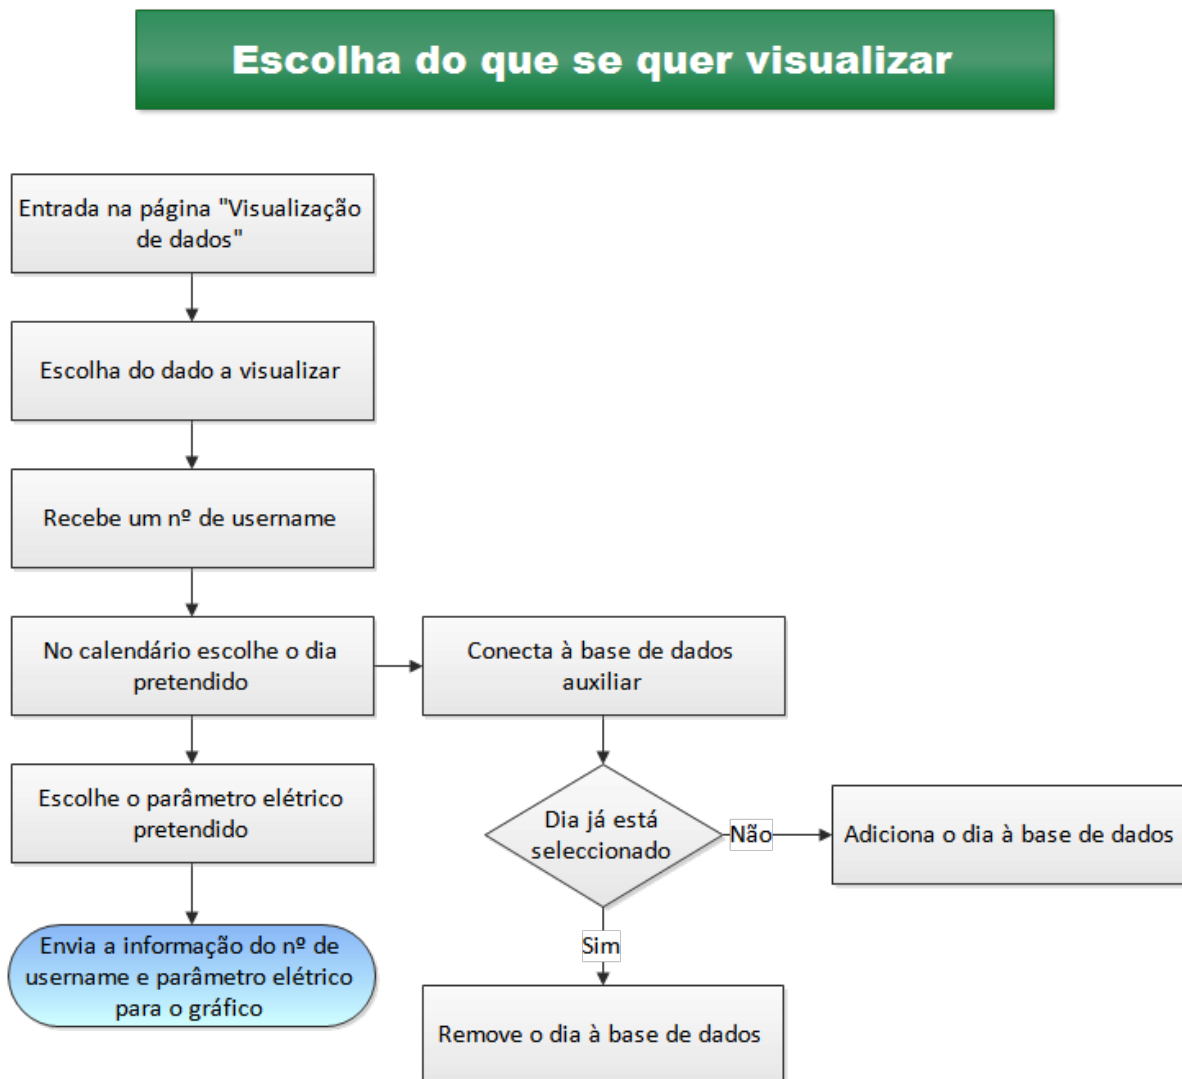 Escolha do que se quer visualizar
Entrada na página "Visualização
de dados"
Escolha do dado a visualizar
Recebe um nº de username
No calendário escolhe o dia
pretendido
Conecta à base de dados
auxiliar
Escolhe o parâmetro elétrico
pretendido
Dia já está
seleccionado
Não
Adiciona o dia à base de dados
Sim
Envia a informação do nº de
username e parâmetro elétrico
para o gráfico
Remove o dia à base de dados